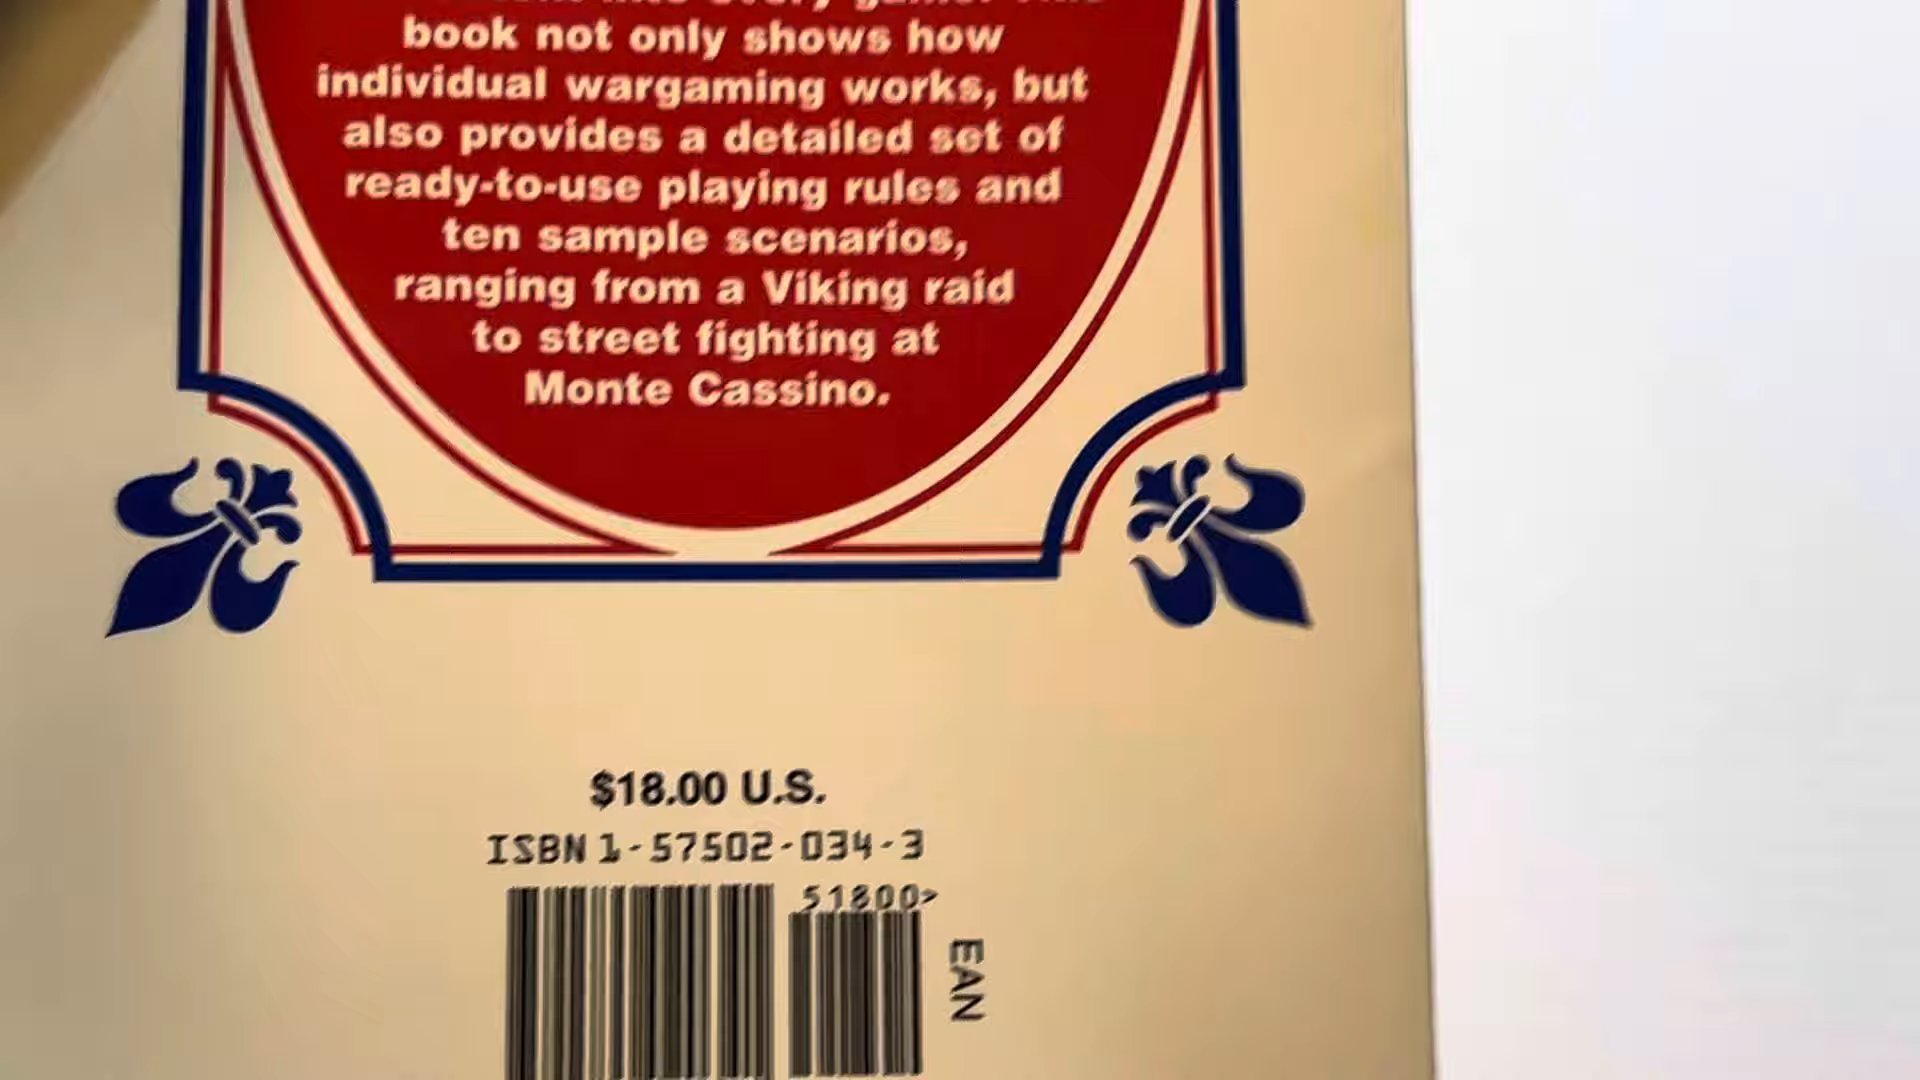 every
book not only shows how
individual wargaming works, but
also provides a detailed set of
ready-to-use playing rules and
ten sample scenarios,
ranging from a Viking raid
to street fighting at
Monte Cassino.
$18.00 U.S.
ISBN 1-57502-034-3
51800>
EAN